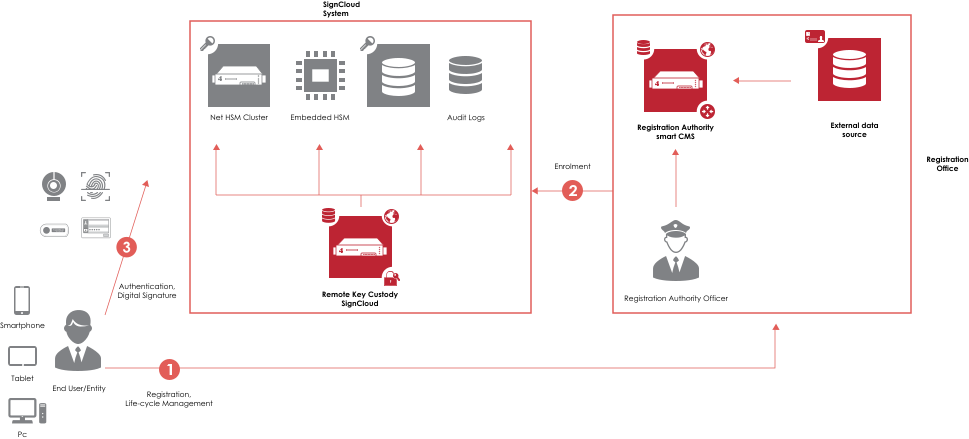 SignCloud
System
Net HSM Cluster
Embedded HSM
Audit Logs
Registration Authority
smart CMS
External data
source
Registration
Office
Enrolment
2
3
Authentication,
Digital Signature
Remote Key Custody
SignCloud
Registration Authority Officer
Smartphone
Tablet
End User/Entity
1
Registration,
Life-cycle Management
Pc
4
4